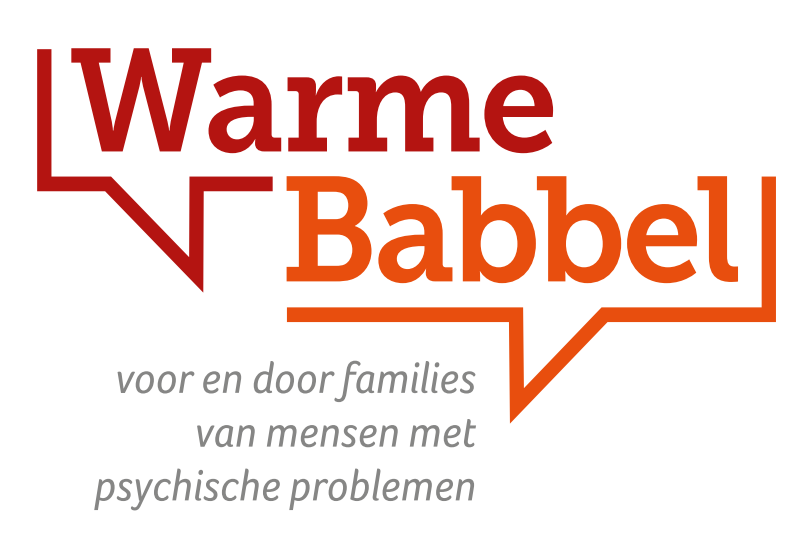 Warme
Babbel
voor en door families
van mensen met
psychische problemen